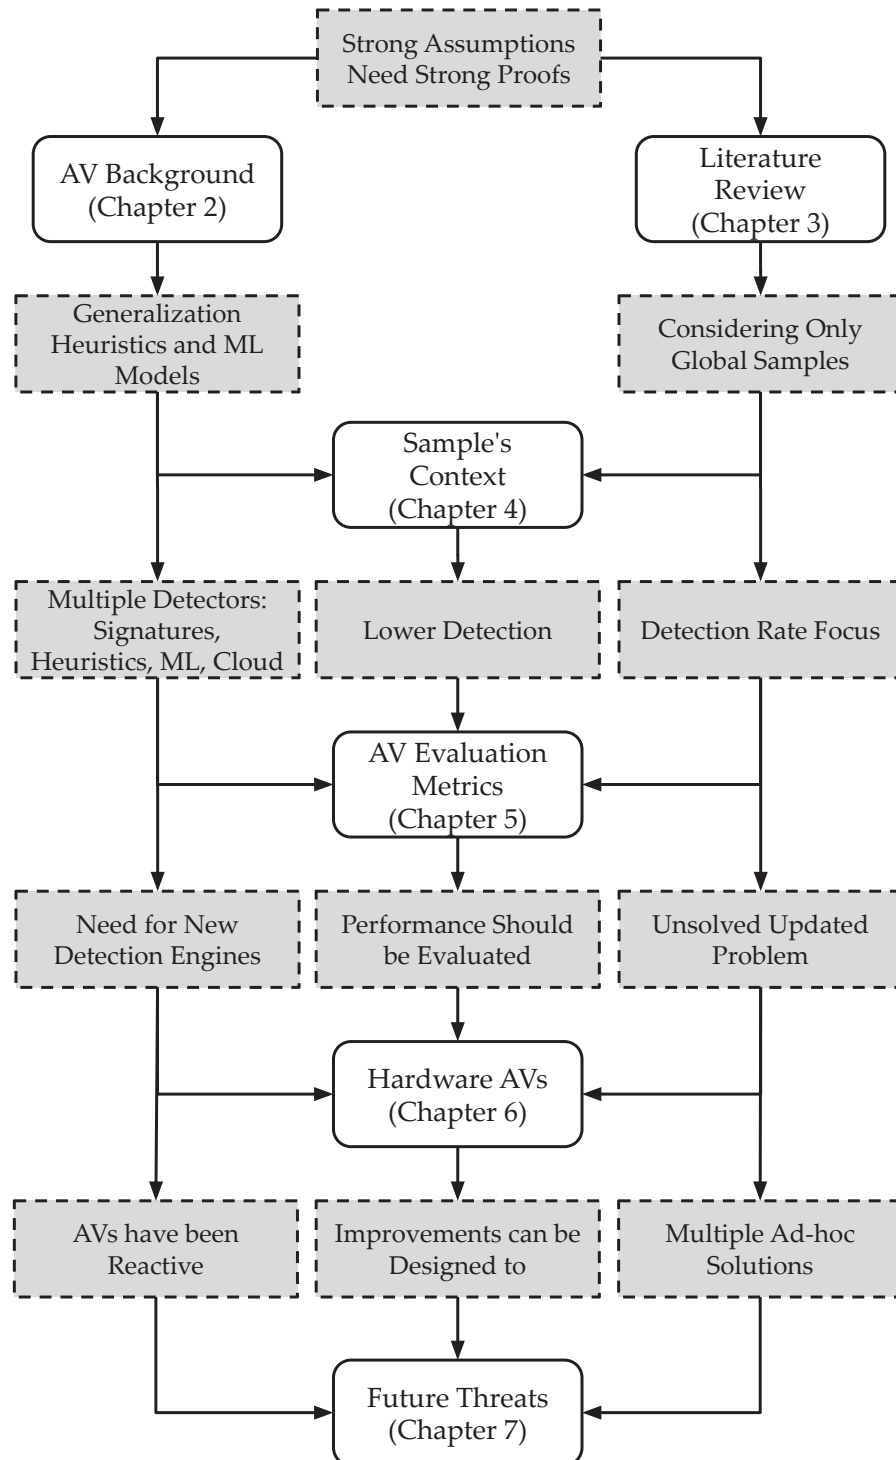 Strong Assumptions
Need Strong Proofs
AV Background
(Chapter 2)
Literature
Review
(Chapter 3)
Generalization
Heuristics and ML
Models
Considering Only
Global Samples
Sample's
Context
(Chapter 4)
Multiple Detectors:
Signatures,
Heuristics, ML, Cloud
Lower Detection
Detection Rate Focus
AV Evaluation
Metrics
(Chapter 5)
Need for New
Detection Engines
Performance Should
be Evaluated
Unsolved Updated
Problem
Hardware AVs
(Chapter 6)
AVs have been
Reactive
Improvements can be
Designed to
Multiple Ad-hoc
Solutions
Future Threats
(Chapter 7)